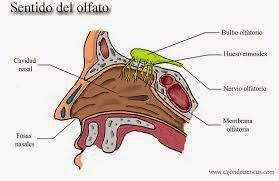 Sentido del olfato
Bulbo olfatorio
Hueso etmoides
Cavidad
nasal
Nervio olfatorio
Membrana
olfatoria
Fosas
nasales